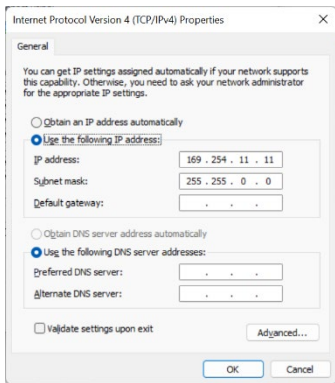 Internet Protocol Version 4 (TCP/IPv4) Properties
General
You can get IP settings assigned automatically if your network supports
this capability. Otherwise, you need to ask your network administrator
for the appropriate IP settings.
Obtain an IP address automatically
Use the following IP address:
IP address: 169 . 254 . 11 . 11
Subnet mask: 255 . 255 . 0 . 0
Default gateway: . . .
Obtain DNS server address automatically
Use the following DNS server addresses:
Preferred DNS server: . . .
Alternate DNS server: . . .
Validate settings upon exit
Advanced...
OK Cancel